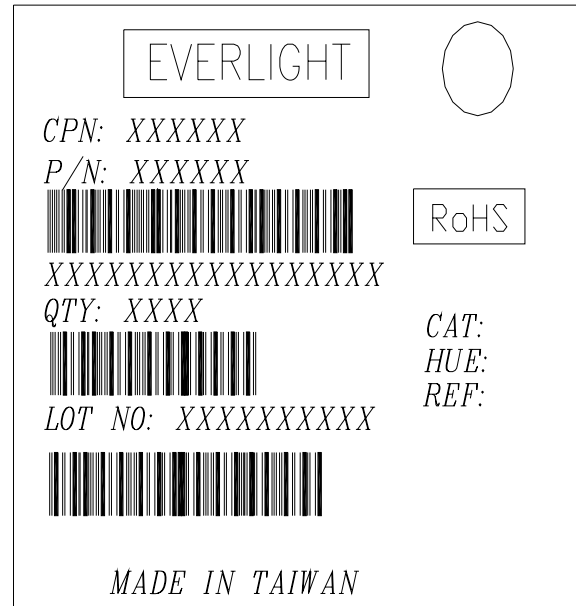 EVERLIGHT
CPN: XXXXXX
P/N: XXXXXX
RoHS
XXXXXXXXXXXXXXXXX
QTY: XXXX
CAT:
HUE:
REF:
LOT NO: XXXXXXXXXX
MADE IN TAIWAN